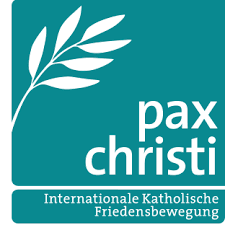 pax
christi
Internationale Katholische
Friedensbewegung